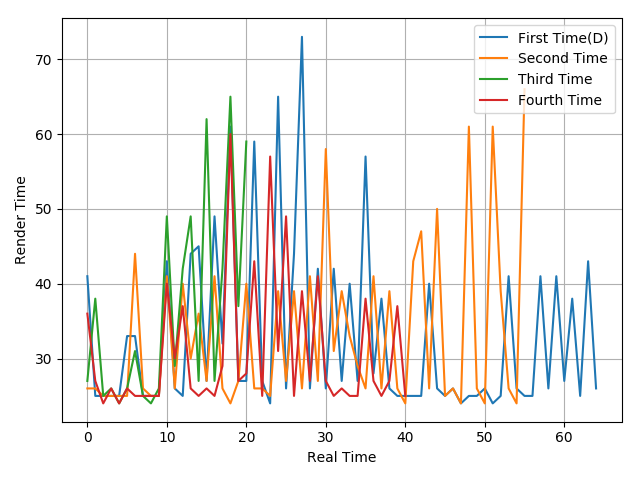 First Time(D)
Second Time
Third Time
Fourth Time
Render Time
70
60
50
40
30
0 10 20 30 40 50 60
Real Time